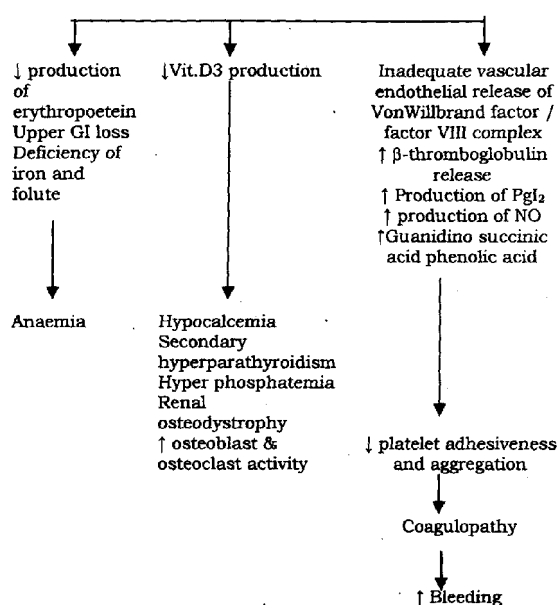 ↓ production
of
erythropoetein
Upper GI loss
Deficiency of
iron and
folute
Anaemia
↓Vit.D3 production
Hypocalcemia
Secondary
hyperparathyroidism
Hyper phosphatemia
Renal
osteodystrophy
↑ osteoblast &
osteoclast activity
Inadequate vascular
endothelial release of
VonWillbrand factor /
factor VIII complex
↑ β-thromboglobulin
release
↑ Production of PgI₂
↑ production of NO
↑Guanidino succinic
acid phenolic acid
↓ platelet adhesiveness
and aggregation
Coagulopathy
↑ Bleeding